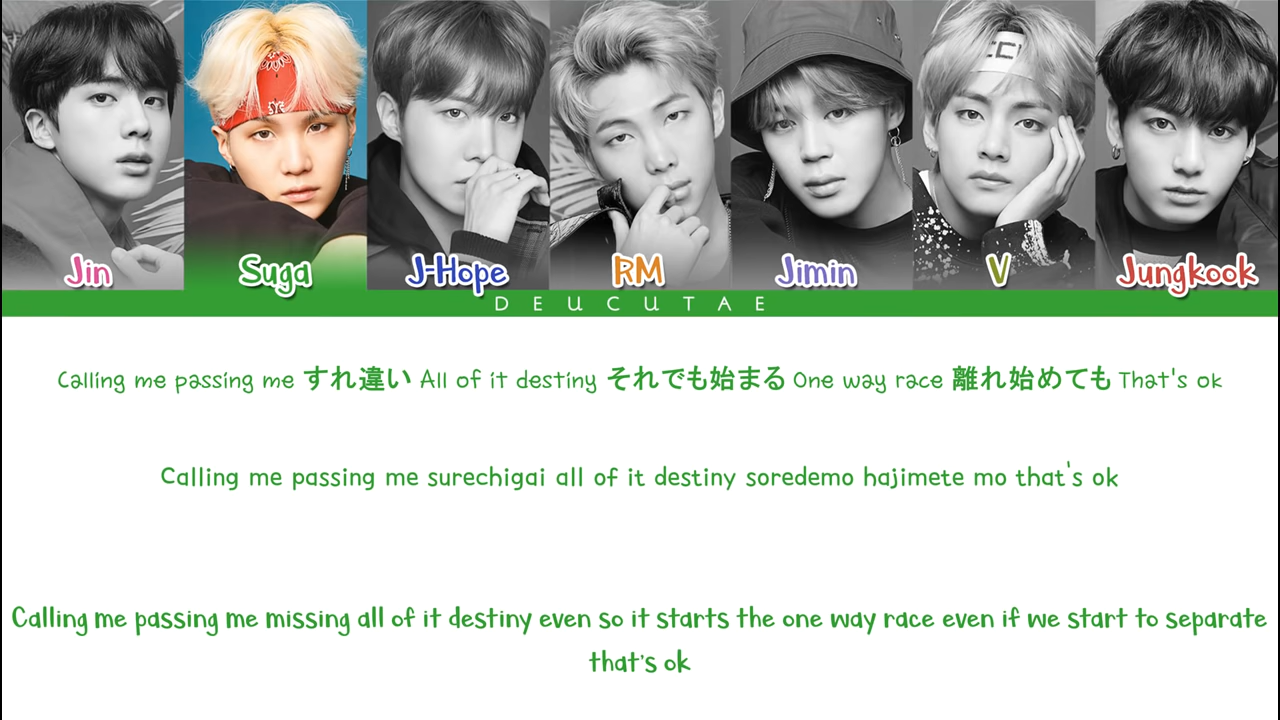 Jin Suga J-Hope RM Jimin V Jungkook
DEUCUTAE
Calling me passing me すれ違い All of it destiny それでも始まる One way race 離れ始めても That's ok
Calling me passing me surechigai all of it destiny soredemo hajimete mo that's ok
Calling me passing me missing all of it destiny even so it starts the one way race even if we start to separate
that's ok